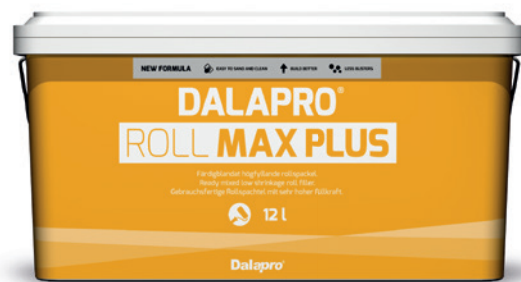 NEW FORMULA EASY TO SAND AND CLEAN BUILD BETTER LESS BLISTERS
DALAPRO®
ROLL MAX PLUS
Färdigblandat högfyllande rollspackel.
Ready mixed low shrinkage roll filler.
Gebrauchsfertige Rollspachtel mit sehr hoher Füllkraft.
12 l
Dalapro®